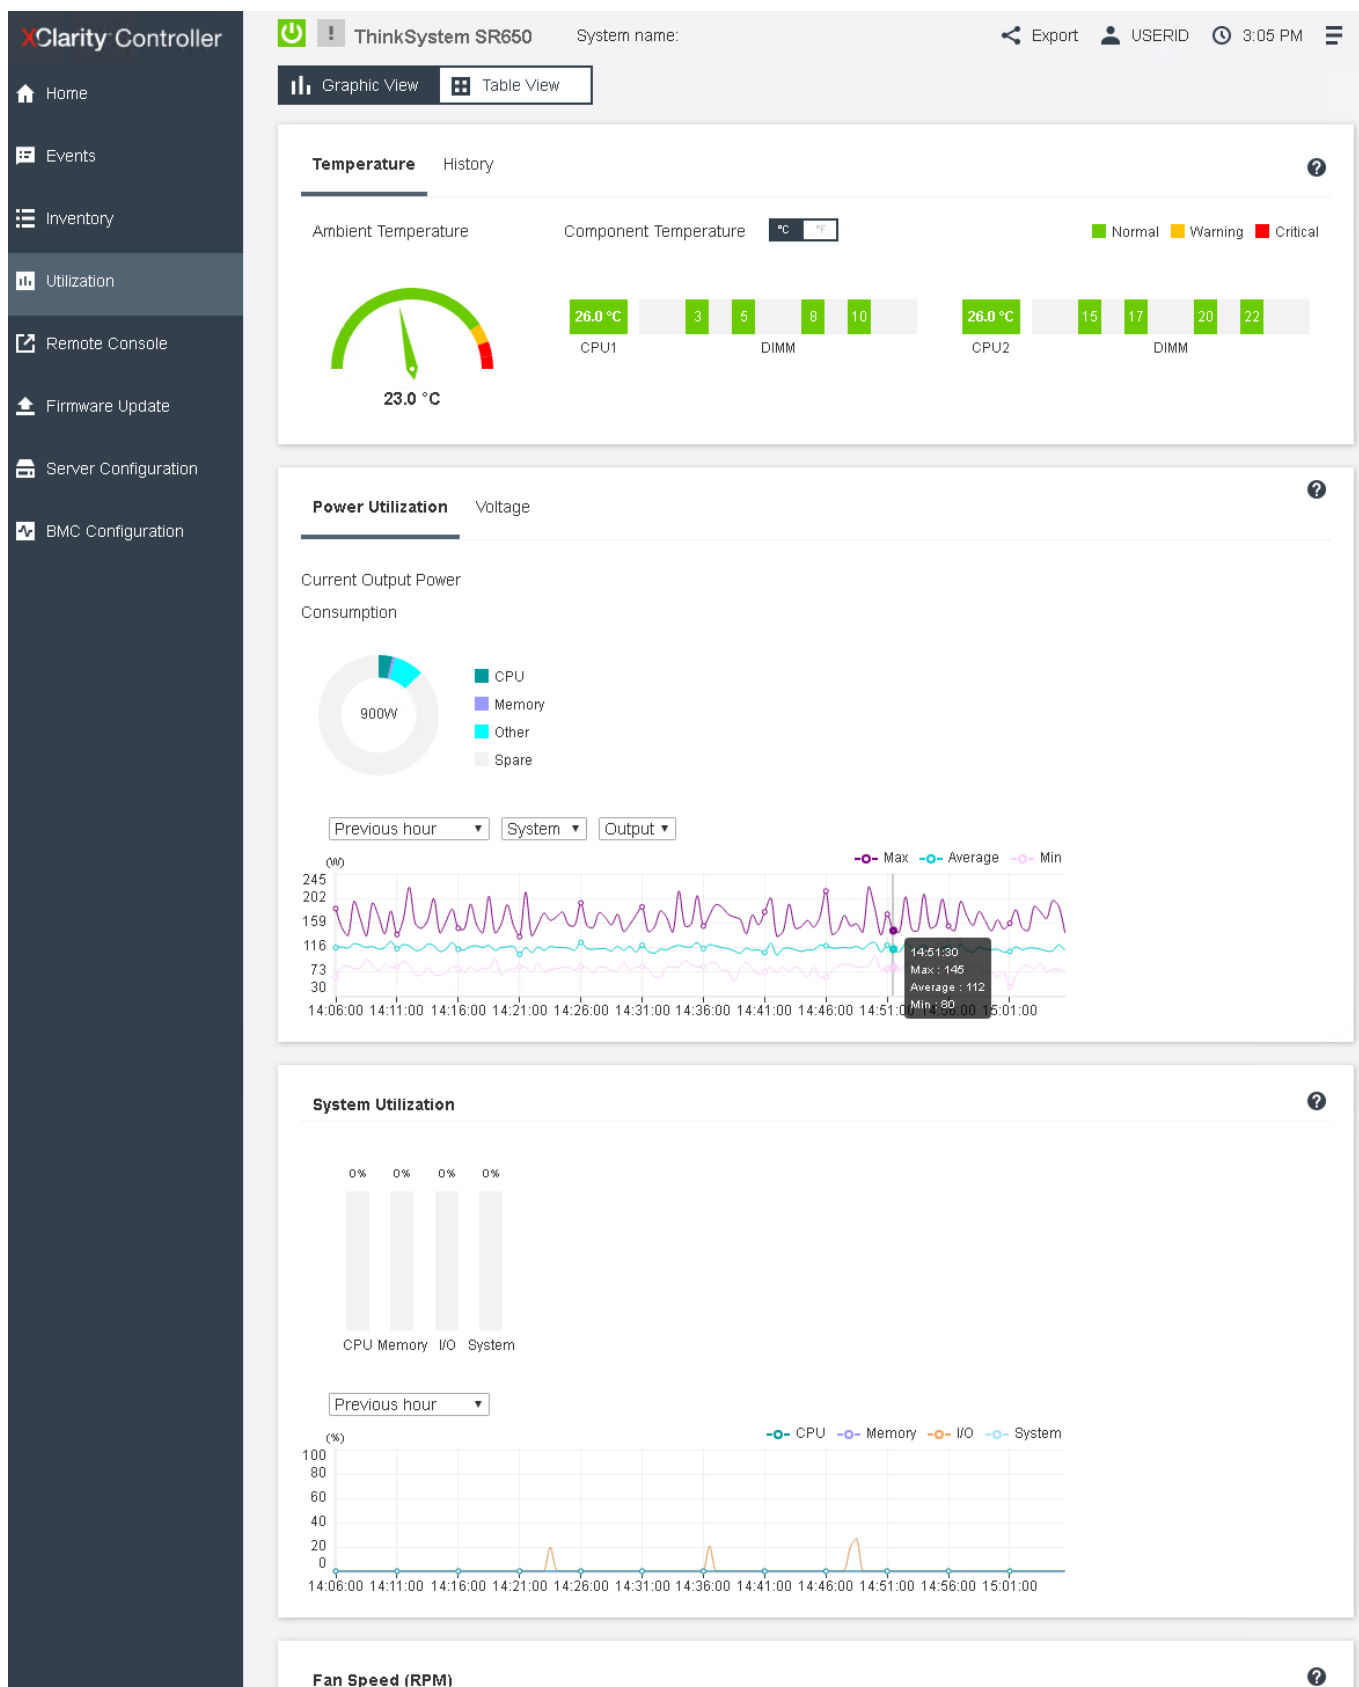 XClarity Controller
Home
Events
Inventory
Utilization
Remote Console
Firmware Update
Server Configuration
BMC Configuration
ThinkSystem SR650 System name: Export USERID 3:05 PM
Graphic View Table View
Temperature History
Ambient Temperature Component Temperature °C °F Normal Warning Critical
26.0 °C 3 5 8 10 26.0 °C 15 17 20 22
CPU1 DIMM CPU2 DIMM
23.0 °C
Power Utilization Voltage
Current Output Power
Consumption
900W
CPU
Memory
Other
Spare
Previous hour System Output
(W) Max Average Min
245
202
159
116
73
30
14:51:30
Max : 145
Average : 112
Min : 80
14:06:00 14:11:00 14:16:00 14:21:00 14:26:00 14:31:00 14:36:00 14:41:00 14:46:00 14:51:00 14:56:00 15:01:00
System Utilization
0% 0% 0% 0%
CPU Memory I/O System
Previous hour
(%) CPU Memory I/O System
100
80
60
40
20
0
14:06:00 14:11:00 14:16:00 14:21:00 14:26:00 14:31:00 14:36:00 14:41:00 14:46:00 14:51:00 14:56:00 15:01:00
Fan Speed (RPM)